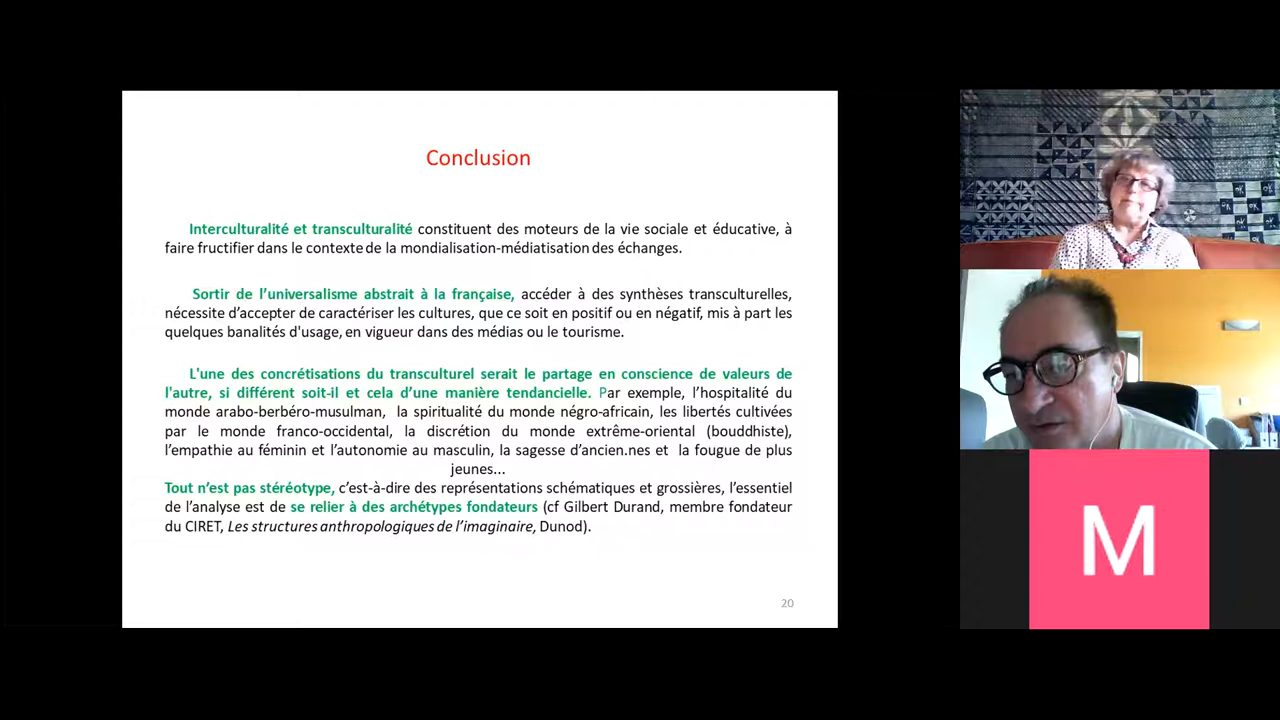 Conclusion
Interculturalité et transculturalité constituent des moteurs de la vie sociale et éducative, à
faire fructifier dans le contexte de la mondialisation-médiatisation des échanges.
Sortir de l’universalisme abstrait à la française, accéder à des synthèses transculturelles,
nécessite d’accepter de caractériser les cultures, que ce soit en positif ou en négatif, mis à part les
quelques banalités d'usage, en vigueur dans des médias ou le tourisme.
L'une des concrétisations du transculturel serait le partage en conscience de valeurs de
l'autre, si différent soit-il et cela d’une manière tendancielle. Par exemple, l’hospitalité du
monde arabo-berbéro-musulman, la spiritualité du monde négro-africain, les libertés cultivées
par le monde franco-occidental, la discrétion du monde extrême-oriental (bouddhiste),
l’empathie au féminin et l’autonomie au masculin, la sagesse d’ancien.nes et la fougue de plus
jeunes...
Tout n’est pas stéréotype, c’est-à-dire des représentations schématiques et grossières, l’essentiel
de l’analyse est de se relier à des archétypes fondateurs (cf Gilbert Durand, membre fondateur
du CIRET, Les structures anthropologiques de l’imaginaire, Dunod).
20
OK
OK
OK
M